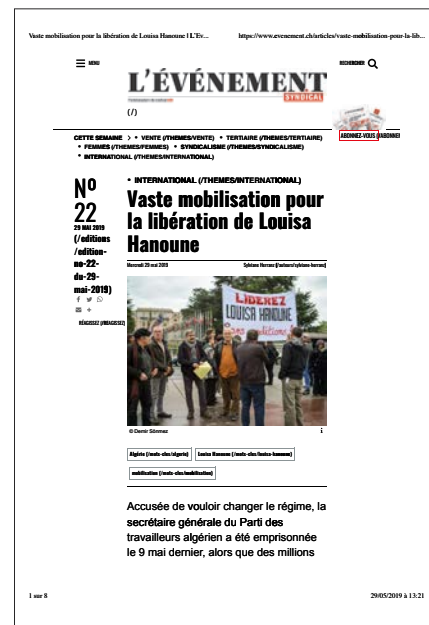 Vaste mobilisation pour la libération de Louisa Hanoune | L'Ev...
https://www.evenement.ch/articles/vaste-mobilisation-pour-la-lib...
MENU
RECHERCHER
L'ÉVÉNEMENT
SYNDICAL
(/)
ABONNEZ-VOUS (/ABONNE
CETTE SEMAINE > • VENTE (/THEMES/VENTE) • TERTIAIRE (/THEMES/TERTIAIRE)
• FEMMES (/THEMES/FEMMES) • SYNDICALISME (/THEMES/SYNDICALISME)
• INTERNATIONAL (/THEMES/INTERNATIONAL)
N°
22
29 MAI 2019
(/editions
/edition-
no-22-
du-29-
mai-2019)
RÉAGISSEZ (#REAGISSEZ)
• INTERNATIONAL (/THEMES/INTERNATIONAL)
Vaste mobilisation pour
la libération de Louisa
Hanoune
Mercredi 29 mai 2019
Sylviane Herranz (/auteurs/sylviane-herranz)
LIBEREZ
LOUISA HANOUNE
sans conditions!
© Demir Sönmez
i
Algérie (/mots-cles/algerie)
Louisa Hanoune (/mots-cles/louisa-hanoune)
mobilisation (/mots-cles/mobilisation)
Accusée de vouloir changer le régime, la
secrétaire générale du Parti des
travailleurs algérien a été emprisonnée
le 9 mai dernier, alors que des millions
1 sur 8
29/05/2019 à 13:21